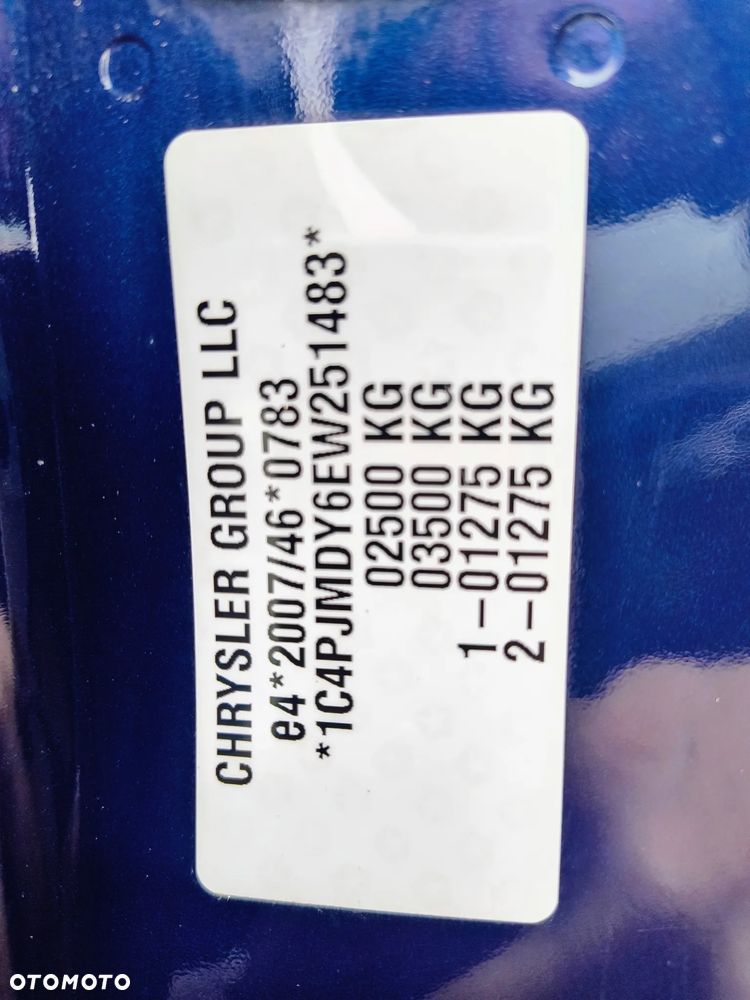 CHRYSLER GROUP LLC
e4*2007/46*0783
*1C4PJMDY6EW251483*
02500 KG
03500 KG
1-01275 KG
2-01275 KG
OTOMOTO